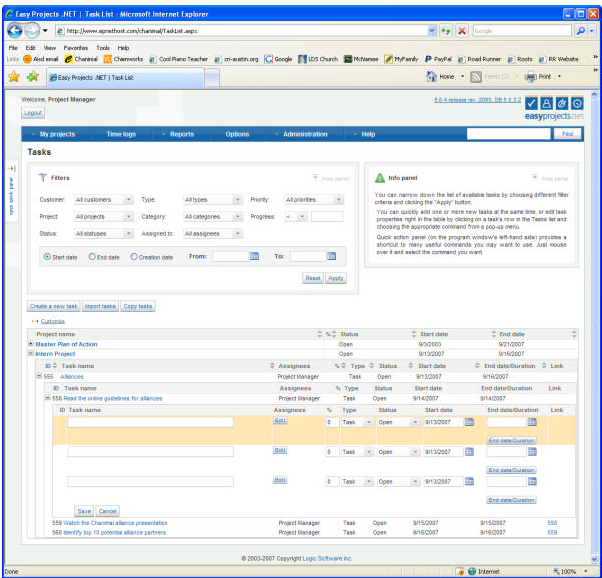 Easy Projects .NET | Task List - Microsoft Internet Explorer
http://www.apmethost.com/chanimal/TaskList.aspx
Google
File Edit View Favorites Tools Help
Links Aisd email Chanimal Chienworks Cool Piano Teacher cri-austin.org Google LDS Church McNamee MyFamily PayPal Road Runner Roots RR Website
Easy Projects .NET | Task List
Home Feeds Print
Welcome, Project Manager
Logout
easyprojects.net
My projects Time logs Reports Options Administration Help Find
Tasks
open quick panel
Filters hide panel
Customer: All customers Type: All types Priority: All priorities
Project All projects Category: All categories Progress: <
Status: All statuses Assigned to: All assignees
Start date End date Creation date From: To:
Reset Apply
Info panel hide panel
You can narrow down the list of available tasks by choosing different filter
criteria and clicking the "Apply" button.
You can quickly add one or more new tasks at the same time, or edit task
properties right in the table by clicking on a task's row in the Tasks list and
choosing the appropriate command from a pop-up menu.
Quick action panel (on the program window's left-hand side) provides a
shortcut to many useful commands you may want to use. Just mouse
over it and select the command you want.
Create a new task Import tasks Copy tasks
Customize
Project name % Status Start date End date
Master Plan of Action Open 9/3/2003 9/21/2007
Intern Project Open 9/13/2007 9/16/2007
ID Task name Assignees % Type Status Start date End date/Duration Link
555 Alliances Project Manager Task Open 9/13/2007 9/16/2007
ID Task name Assignees % Type Status Start date End date/Duration Link
558 Read the online guidelines for alliances Project Manager Task Open 9/14/2007 9/14/2007
ID Task name Assignees % Type Status Start date End date/Duration Link
Edit 0 Task Open 9/13/2007
End date/Duration
Edit 0 Task Open 9/13/2007
End date/Duration
Edit 0 Task Open 9/13/2007
End date/Duration
Save Cancel
559 Watch the Chanimal alliance presentation Project Manager Task Open 9/15/2007 9/15/2007 558
560 Identify top 10 potential alliance partners Project Manager Task Open 9/16/2007 9/16/2007 559
© 2003-2007 Copyright Logic Software Inc.
Done Internet 100%